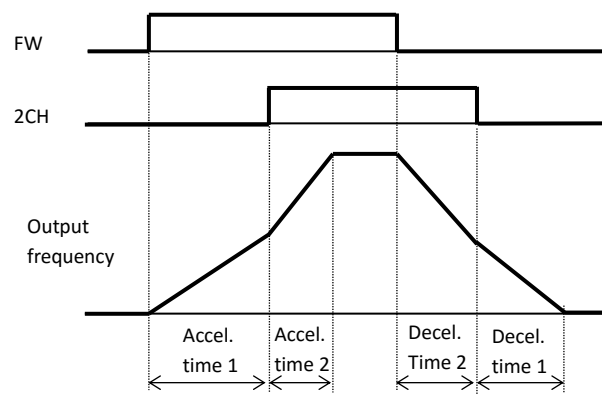 FW
2CH
Output
frequency
Accel.
time 1
Accel.
time 2
Decel.
Time 2
Decel.
time 1